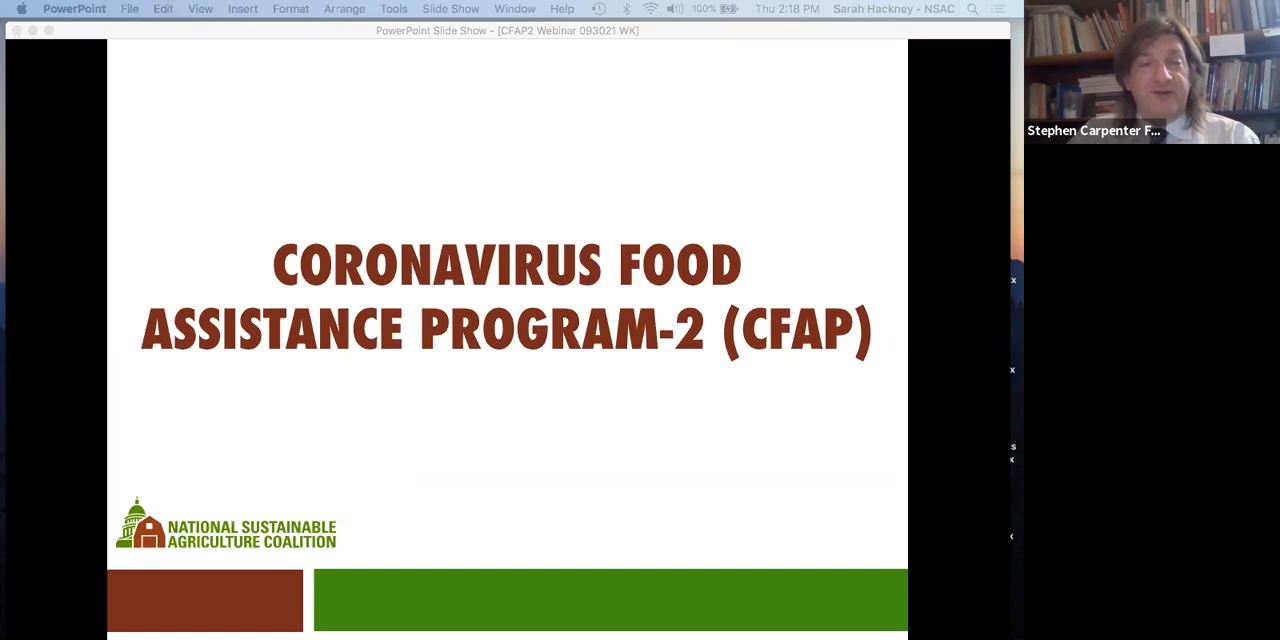 PowerPoint File Edit View Insert Format Arrange Tools Slide Show Window Help 100% Thu 2:18 PM Sarah Hackney - NSAC
PowerPoint Slide Show - [CFAP2 Webinar 093021 WK]
Stephen Carpenter F...
CORONAVIRUS FOOD
ASSISTANCE PROGRAM-2 (CFAP)
x
x
s
x
x
NATIONAL SUSTAINABLE
AGRICULTURE COALITION